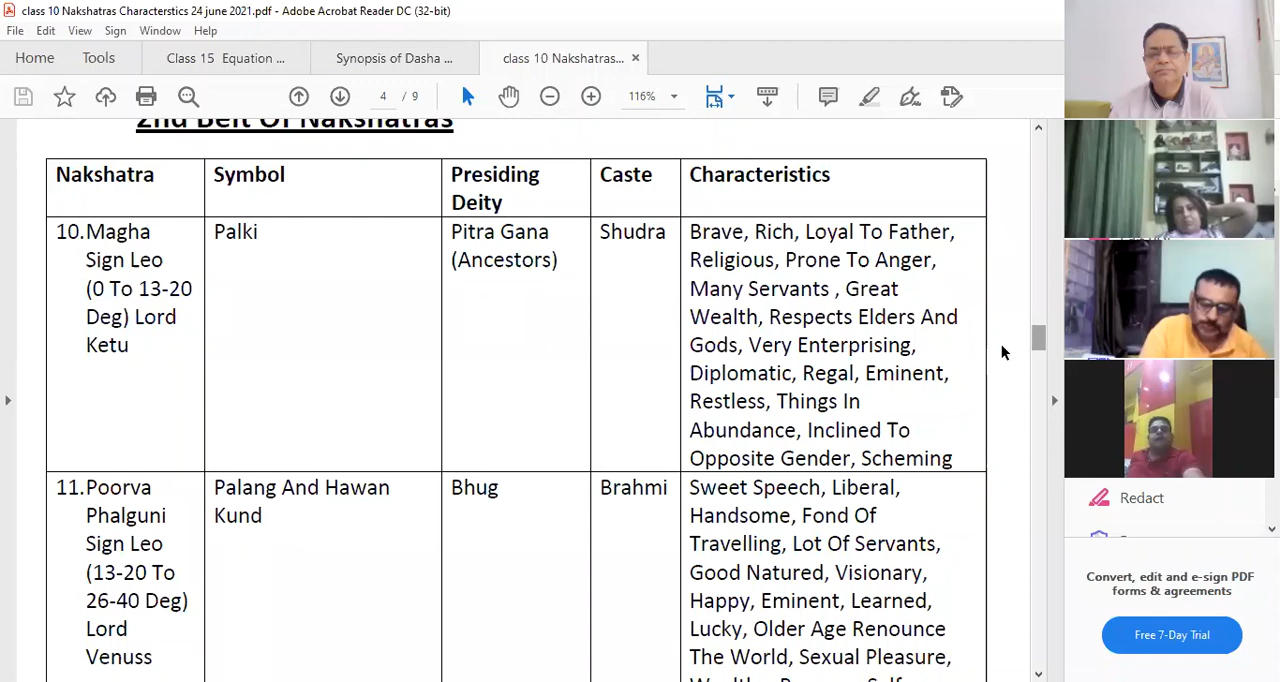 class 10 Nakshatras Characterstics 24 june 2021.pdf - Adobe Acrobat Reader DC (32-bit)
File Edit View Sign Window Help
Home Tools Class 15 Equation ... Synopsis of Dasha ... class 10 Nakshatras... ×
4 / 9 116%
2nd Belt Of Nakshatras
Nakshatra Symbol Presiding Deity Caste Characteristics
10. Magha
Sign Leo
(0 To 13-20
Deg) Lord
Ketu
Palki
Pitra Gana
(Ancestors)
Shudra
Brave, Rich, Loyal To Father,
Religious, Prone To Anger,
Many Servants , Great
Wealth, Respects Elders And
Gods, Very Enterprising,
Diplomatic, Regal, Eminent,
Restless, Things In
Abundance, Inclined To
Opposite Gender, Scheming
11. Poorva
Phalguni
Sign Leo
(13-20 To
26-40 Deg)
Lord
Venuss
Palang And Hawan
Kund
Bhug
Brahmi
Sweet Speech, Liberal,
Handsome, Fond Of
Travelling, Lot Of Servants,
Good Natured, Visionary,
Happy, Eminent, Learned,
Lucky, Older Age Renounce
The World, Sexual Pleasure,
Redact
Convert, edit and e-sign PDF
forms & agreements
Free 7-Day Trial